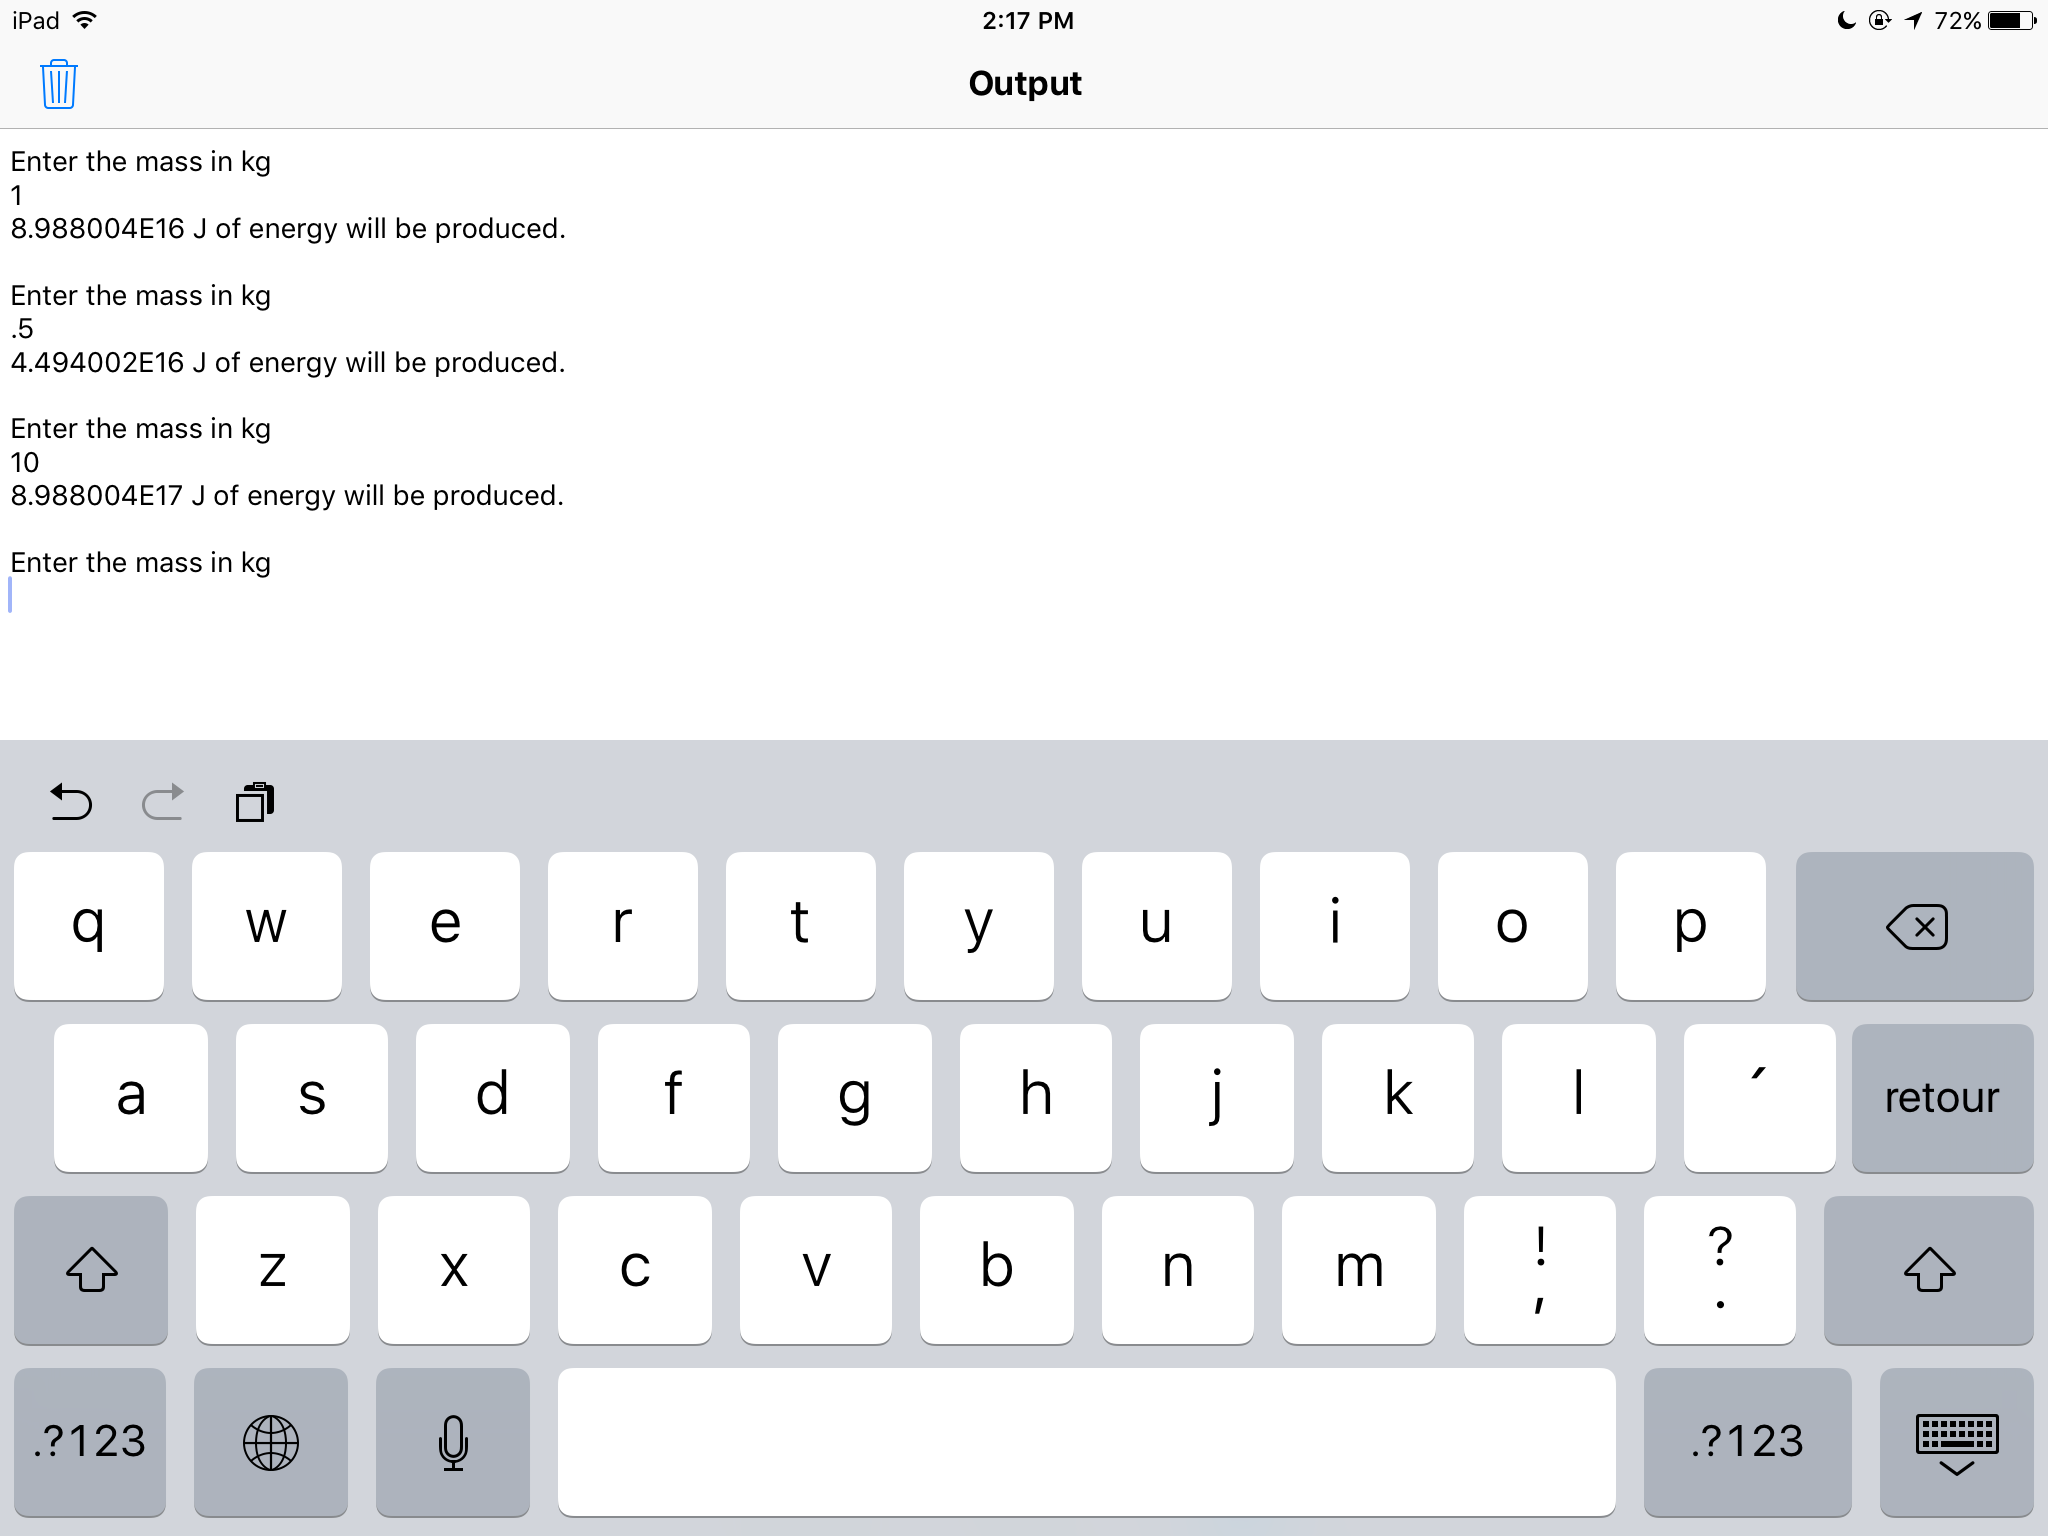 iPad 2:17 PM 72%
Output
Enter the mass in kg
1
8.988004E16 J of energy will be produced.
Enter the mass in kg
.5
4.494002E16 J of energy will be produced.
Enter the mass in kg
10
8.988004E17 J of energy will be produced.
Enter the mass in kg
q w e r t y u i o p
a s d f g h j k l ´ retour
z x c v b n m ! , ? .
.?123 .?123